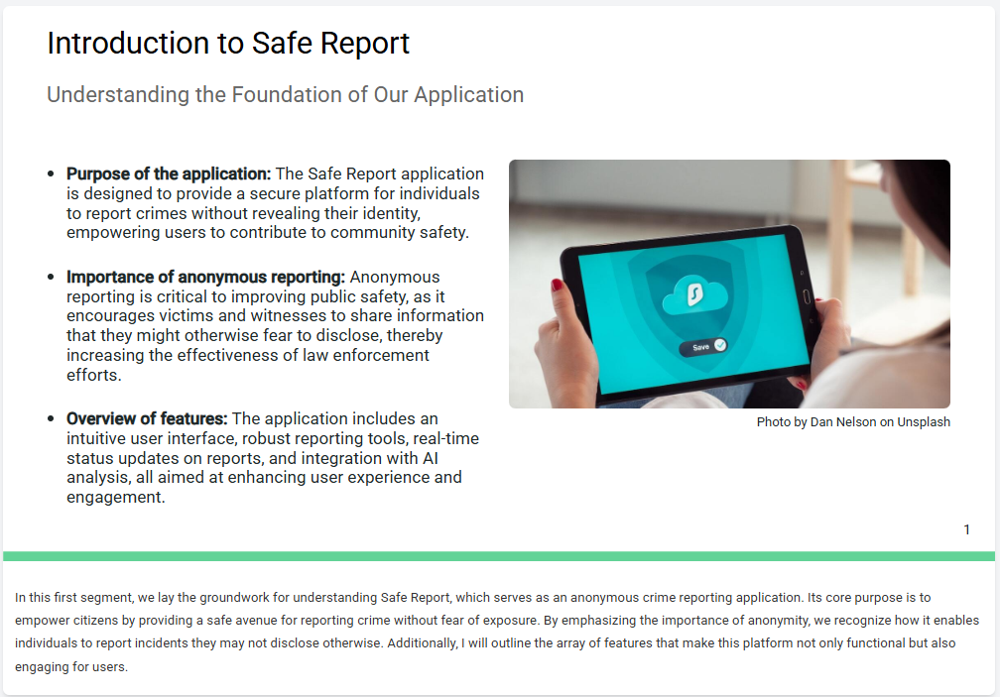 Introduction to Safe Report
Understanding the Foundation of Our Application
• Purpose of the application: The Safe Report application
is designed to provide a secure platform for individuals
to report crimes without revealing their identity,
empowering users to contribute to community safety.
• Importance of anonymous reporting: Anonymous
reporting is critical to improving public safety, as it
encourages victims and witnesses to share information
that they might otherwise fear to disclose, thereby
increasing the effectiveness of law enforcement
efforts.
• Overview of features: The application includes an
intuitive user interface, robust reporting tools, real-time
status updates on reports, and integration with AI
analysis, all aimed at enhancing user experience and
engagement.
Save
Photo by Dan Nelson on Unsplash
1
In this first segment, we lay the groundwork for understanding Safe Report, which serves as an anonymous crime reporting application. Its core purpose is to
empower citizens by providing a safe avenue for reporting crime without fear of exposure. By emphasizing the importance of anonymity, we recognize how it enables
individuals to report incidents they may not disclose otherwise. Additionally, I will outline the array of features that make this platform not only functional but also
engaging for users.